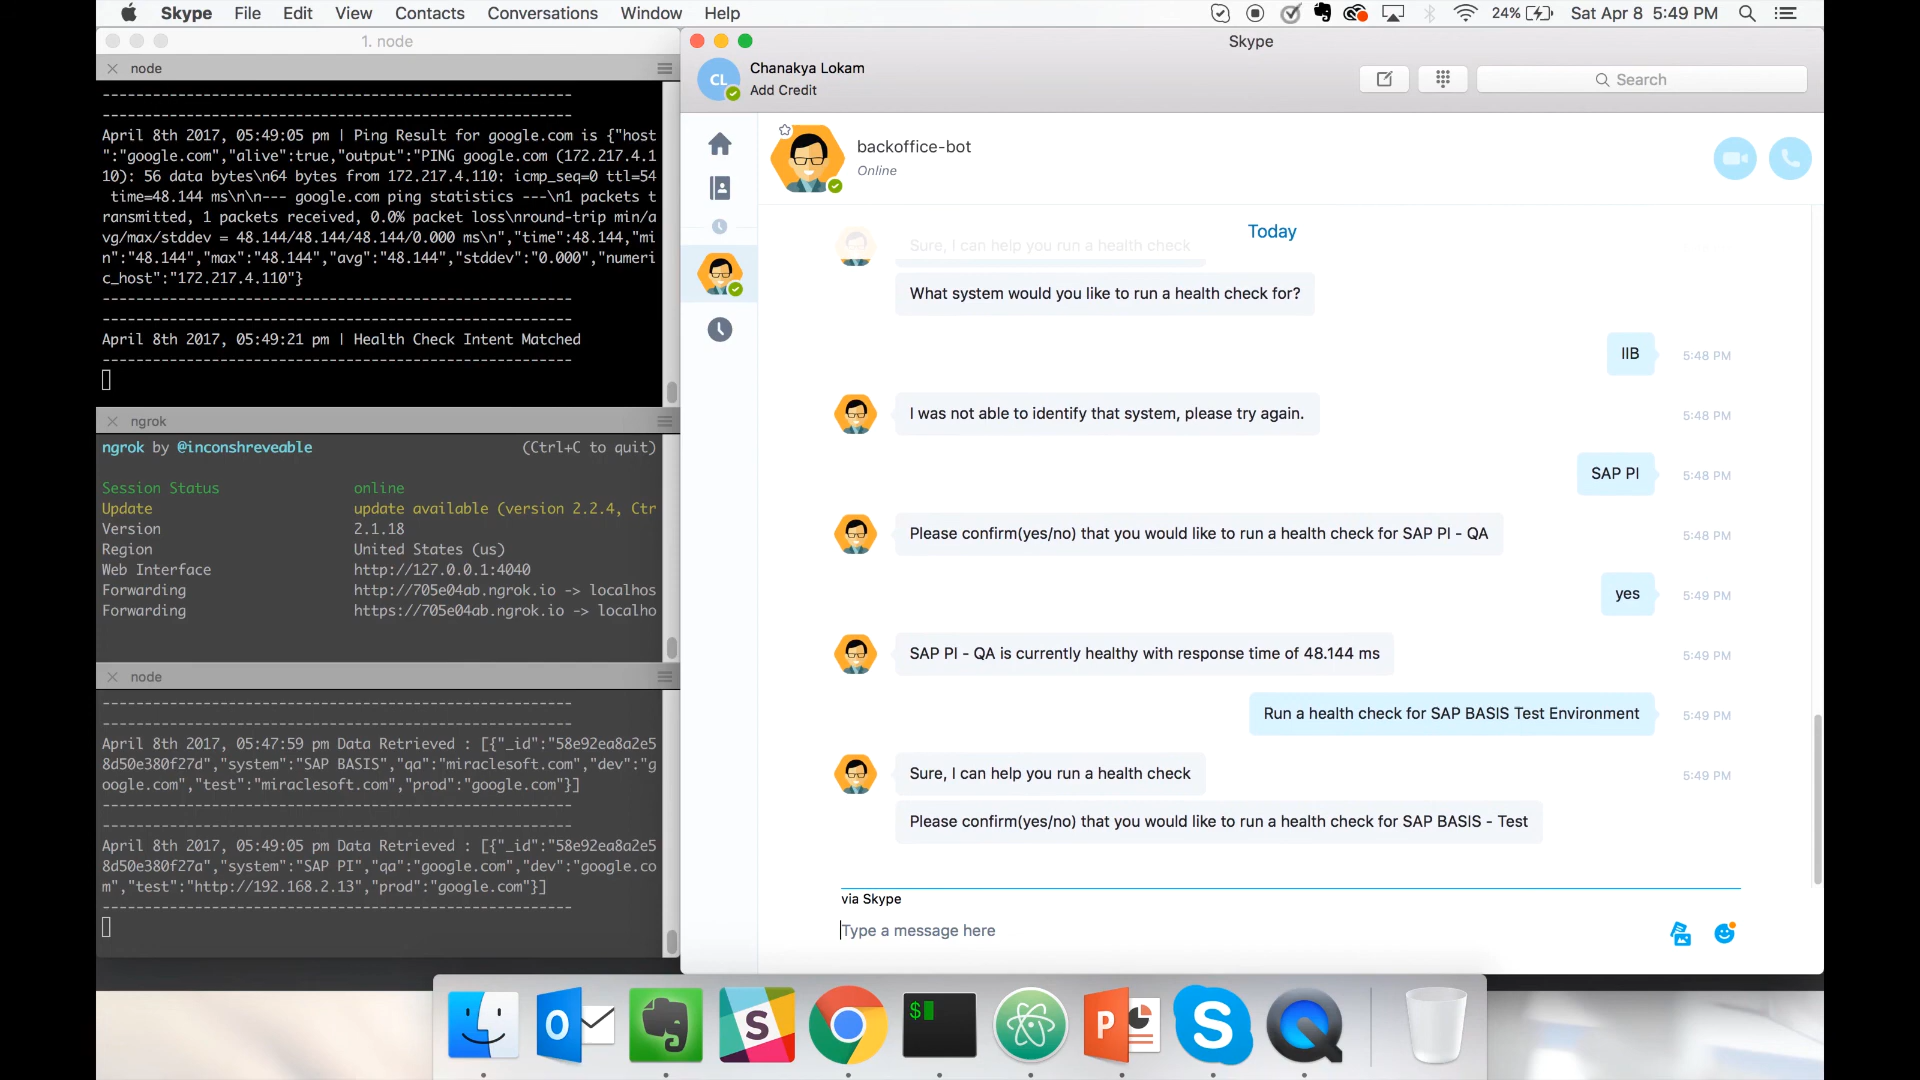 Skype File Edit View Contacts Conversations Window Help
24% Sat Apr 8 5:49 PM
1. node
node
------------------------------------------------------------
------------------------------------------------------------
April 8th 2017, 05:49:05 pm | Ping Result for google.com is {"host
":"google.com","alive":true,"output":"PING google.com (172.217.4.1
10): 56 data bytes\n64 bytes from 172.217.4.110: icmp_seq=0 ttl=54
time=48.144 ms\n\n--- google.com ping statistics ---\n1 packets t
ransmitted, 1 packets received, 0.0% packet loss\nround-trip min/a
vg/max/stddev = 48.144/48.144/48.144/0.000 ms\n","time":48.144,"mi
n":"48.144","max":"48.144","avg":"48.144","stddev":"0.000","numeri
c_host":"172.217.4.110"}
------------------------------------------------------------
------------------------------------------------------------
April 8th 2017, 05:49:21 pm | Health Check Intent Matched
------------------------------------------------------------
ngrok
ngrok by @inconshreveable (Ctrl+C to quit)
Session Status online
Update update available (version 2.2.4, Ctr
Version 2.1.18
Region United States (us)
Web Interface http://127.0.0.1:4040
Forwarding http://705e04ab.ngrok.io -> localhos
Forwarding https://705e04ab.ngrok.io -> localho
node
------------------------------------------------------------
------------------------------------------------------------
April 8th 2017, 05:47:59 pm Data Retrieved : [{"_id":"58e92ea8a2e5
8d50e380f27d","system":"SAP BASIS","qa":"miraclesoft.com","dev":"g
oogle.com","test":"miraclesoft.com","prod":"google.com"}]
------------------------------------------------------------
------------------------------------------------------------
April 8th 2017, 05:49:05 pm Data Retrieved : [{"_id":"58e92ea8a2e5
8d50e380f27a","system":"SAP PI","qa":"google.com","dev":"google.co
m","test":"http://192.168.2.13","prod":"google.com"}]
------------------------------------------------------------
Skype
CL
Chanakya Lokam
Add Credit
Search
backoffice-bot
Online
Today
Sure, I can help you run a health check
What system would you like to run a health check for?
IIB 5:48 PM
I was not able to identify that system, please try again. 5:48 PM
SAP PI 5:48 PM
Please confirm(yes/no) that you would like to run a health check for SAP PI - QA 5:48 PM
yes 5:49 PM
SAP PI - QA is currently healthy with response time of 48.144 ms 5:49 PM
Run a health check for SAP BASIS Test Environment 5:49 PM
Sure, I can help you run a health check 5:49 PM
Please confirm(yes/no) that you would like to run a health check for SAP BASIS - Test
via Skype
Type a message here
O S $ P S